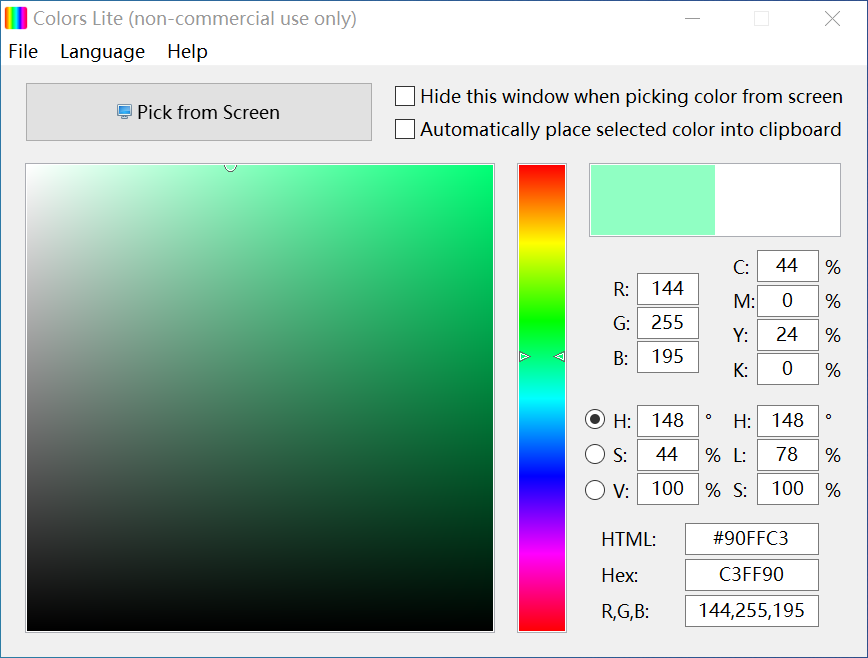 Colors Lite (non-commercial use only)
File Language Help
Pick from Screen
Hide this window when picking color from screen
Automatically place selected color into clipboard
R: 144
G: 255
B: 195
C: 44 %
M: 0 %
Y: 24 %
K: 0 %
H: 148 °
S: 44 %
V: 100 %
H: 148 °
L: 78 %
S: 100 %
HTML: #90FFC3
Hex: C3FF90
R,G,B: 144,255,195